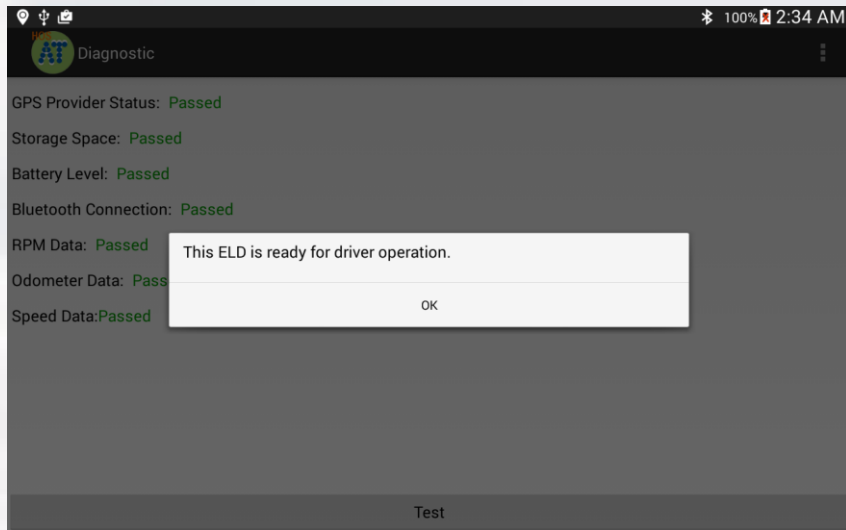 100% 2:34 AM
HOS
AT Diagnostic
GPS Provider Status: Passed
Storage Space: Passed
Battery Level: Passed
Bluetooth Connection: Passed
RPM Data: Passed
This ELD is ready for driver operation.
Odometer Data: Pass
OK
Speed Data:Passed
Test